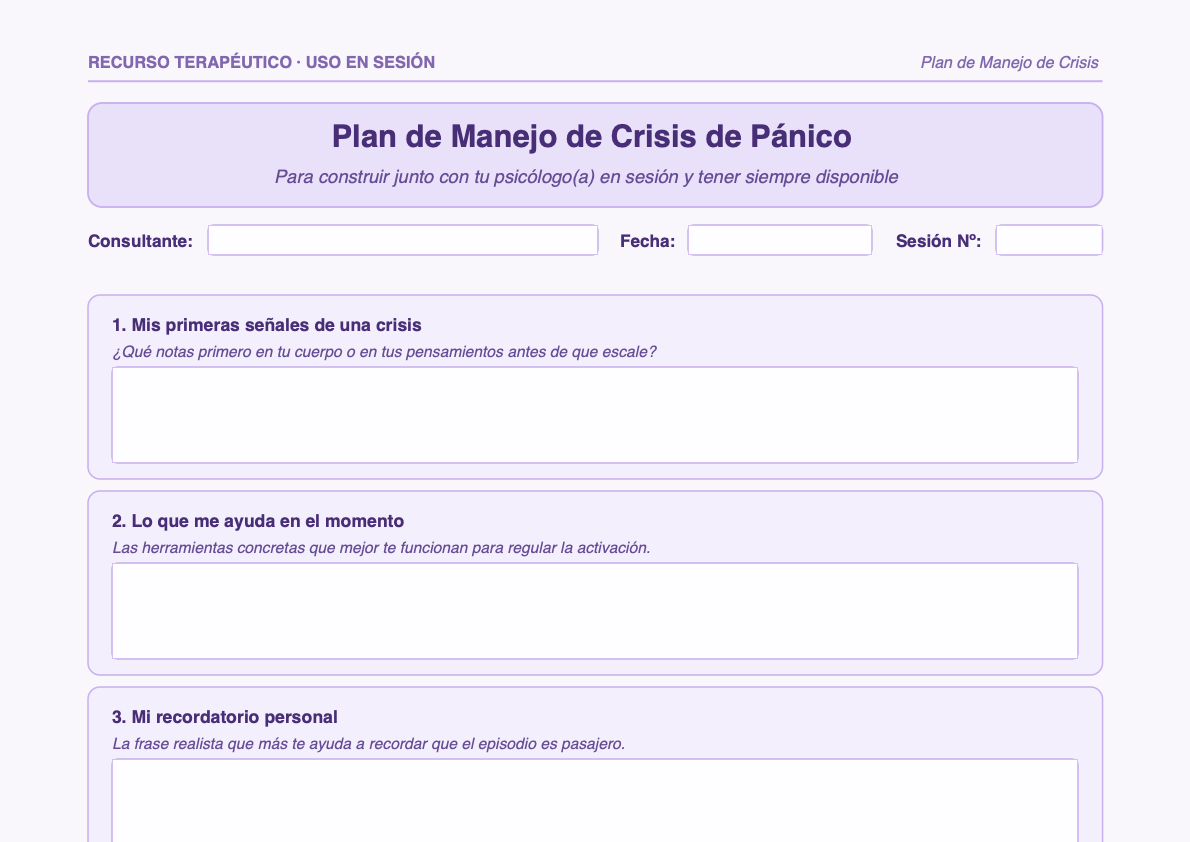 RECURSO TERAPÉUTICO · USO EN SESIÓN
Plan de Manejo de Crisis
Plan de Manejo de Crisis de Pánico
Para construir junto con tu psicólogo(a) en sesión y tener siempre disponible
Consultante:
Fecha:
Sesión Nº:
1. Mis primeras señales de una crisis
¿Qué notas primero en tu cuerpo o en tus pensamientos antes de que escale?
2. Lo que me ayuda en el momento
Las herramientas concretas que mejor te funcionan para regular la activación.
3. Mi recordatorio personal
La frase realista que más te ayuda a recordar que el episodio es pasajero.